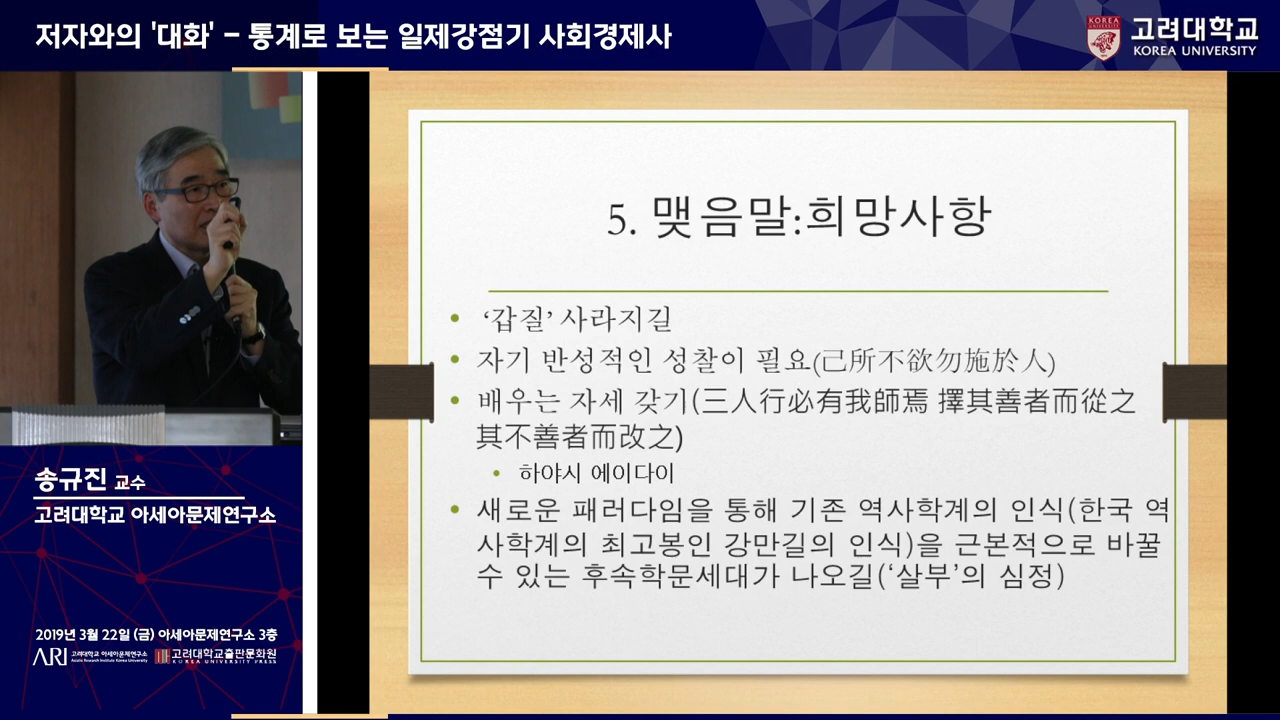 저자와의 '대화' - 통계로 보는 일제강점기 사회경제사
KOREA
UNIVERSITY
고려대학교
KOREA UNIVERSITY
5. 맺음말:희망사항
• ‘갑질’ 사라지길
• 자기 반성적인 성찰이 필요(己所不欲勿施於人)
• 배우는 자세 갖기(三人行必有我師焉 擇其善者而從之
其不善者而改之)
• 하야시 에이다이
• 새로운 패러다임을 통해 기존 역사학계의 인식(한국 역
사학계의 최고봉인 강만길의 인식)을 근본적으로 바꿀
수 있는 후속학문세대가 나오길(‘살부’의 심정)
송규진 교수
고려대학교 아세아문제연구소
2019년 3월 22일 (금) 아세아문제연구소 3층
ARI 고려대학교 아세아문제연구소
Asiatic Research Institute Korea University
고려대학교출판문화원
KOREA UNIVERSITY PRESS